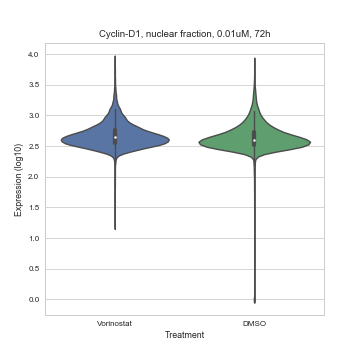 Cyclin-D1, nuclear fraction, 0.01uM, 72h
Expression (log10)
4.0
3.5
3.0
2.5
2.0
1.5
1.0
0.5
0.0
Vorinostat DMSO
Treatment